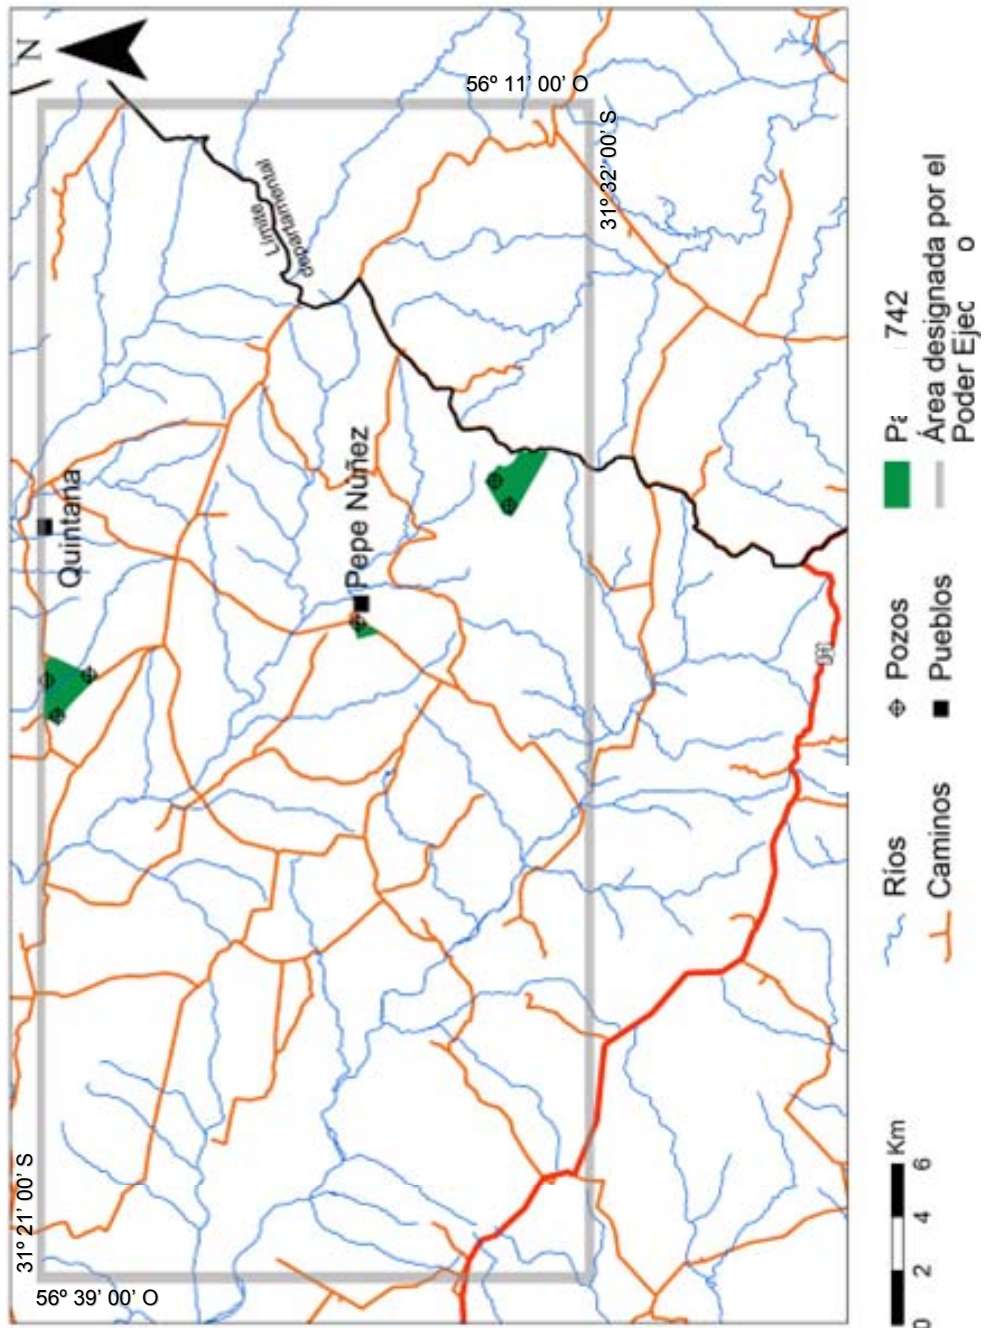 N
56º 11' 00' O
31º 32' 00' S
Límite
departamental
Quintana
Pepe Núñez
31º 21' 00' S
56º 39' 00' O
0 2 4 6 Km
Ríos
Caminos
Pozos
Pueblos
742
Área designada por el
Poder Ejec O